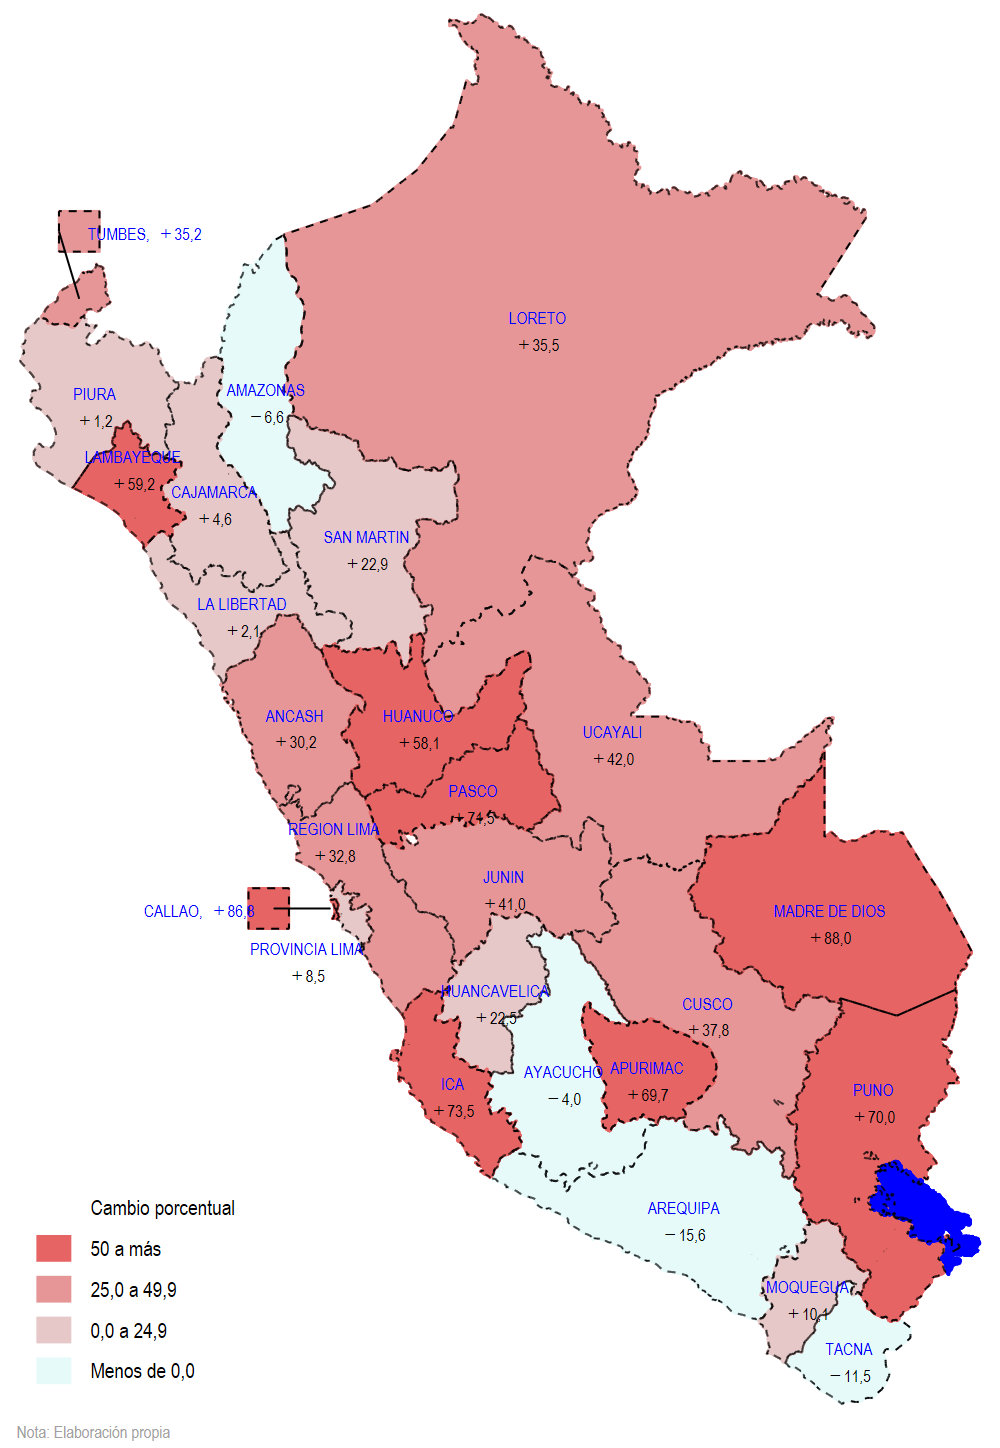 TUMBES, +35,2
LORETO
+35,5
AMAZONAS
−6,6
PIURA
+1,2
LAMBAYEQUE
+59,2
CAJAMARCA
+4,6
SAN MARTIN
+22,9
LA LIBERTAD
+2,1
ANCASH
+30,2
HUANUCO
+58,1
UCAYALI
+42,0
PASCO
+74,5
REGION LIMA
+32,8
JUNIN
+41,0
CALLAO, +86,8
MADRE DE DIOS
+88,0
PROVINCIA LIMA
+8,5
HUANCAVELICA
+22,5
CUSCO
+37,8
ICA
+73,5
AYACUCHO
−4,0
APURIMAC
+69,7
PUNO
+70,0
AREQUIPA
−15,6
MOQUEGUA
+10,1
TACNA
−11,5
Cambio porcentual
50 a más
25,0 a 49,9
0,0 a 24,9
Menos de 0,0
Nota: Elaboración propia